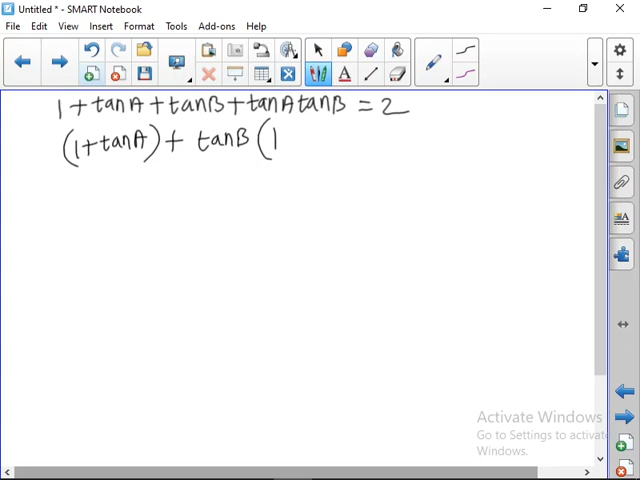 Untitled * - SMART Notebook
File Edit View Insert Format Tools Add-ons Help
1 + tanA + tanB + tanA tanB = 2
(1 + tanA) + tanB (1
Activate Windows
Go to Settings to activate
Windows.